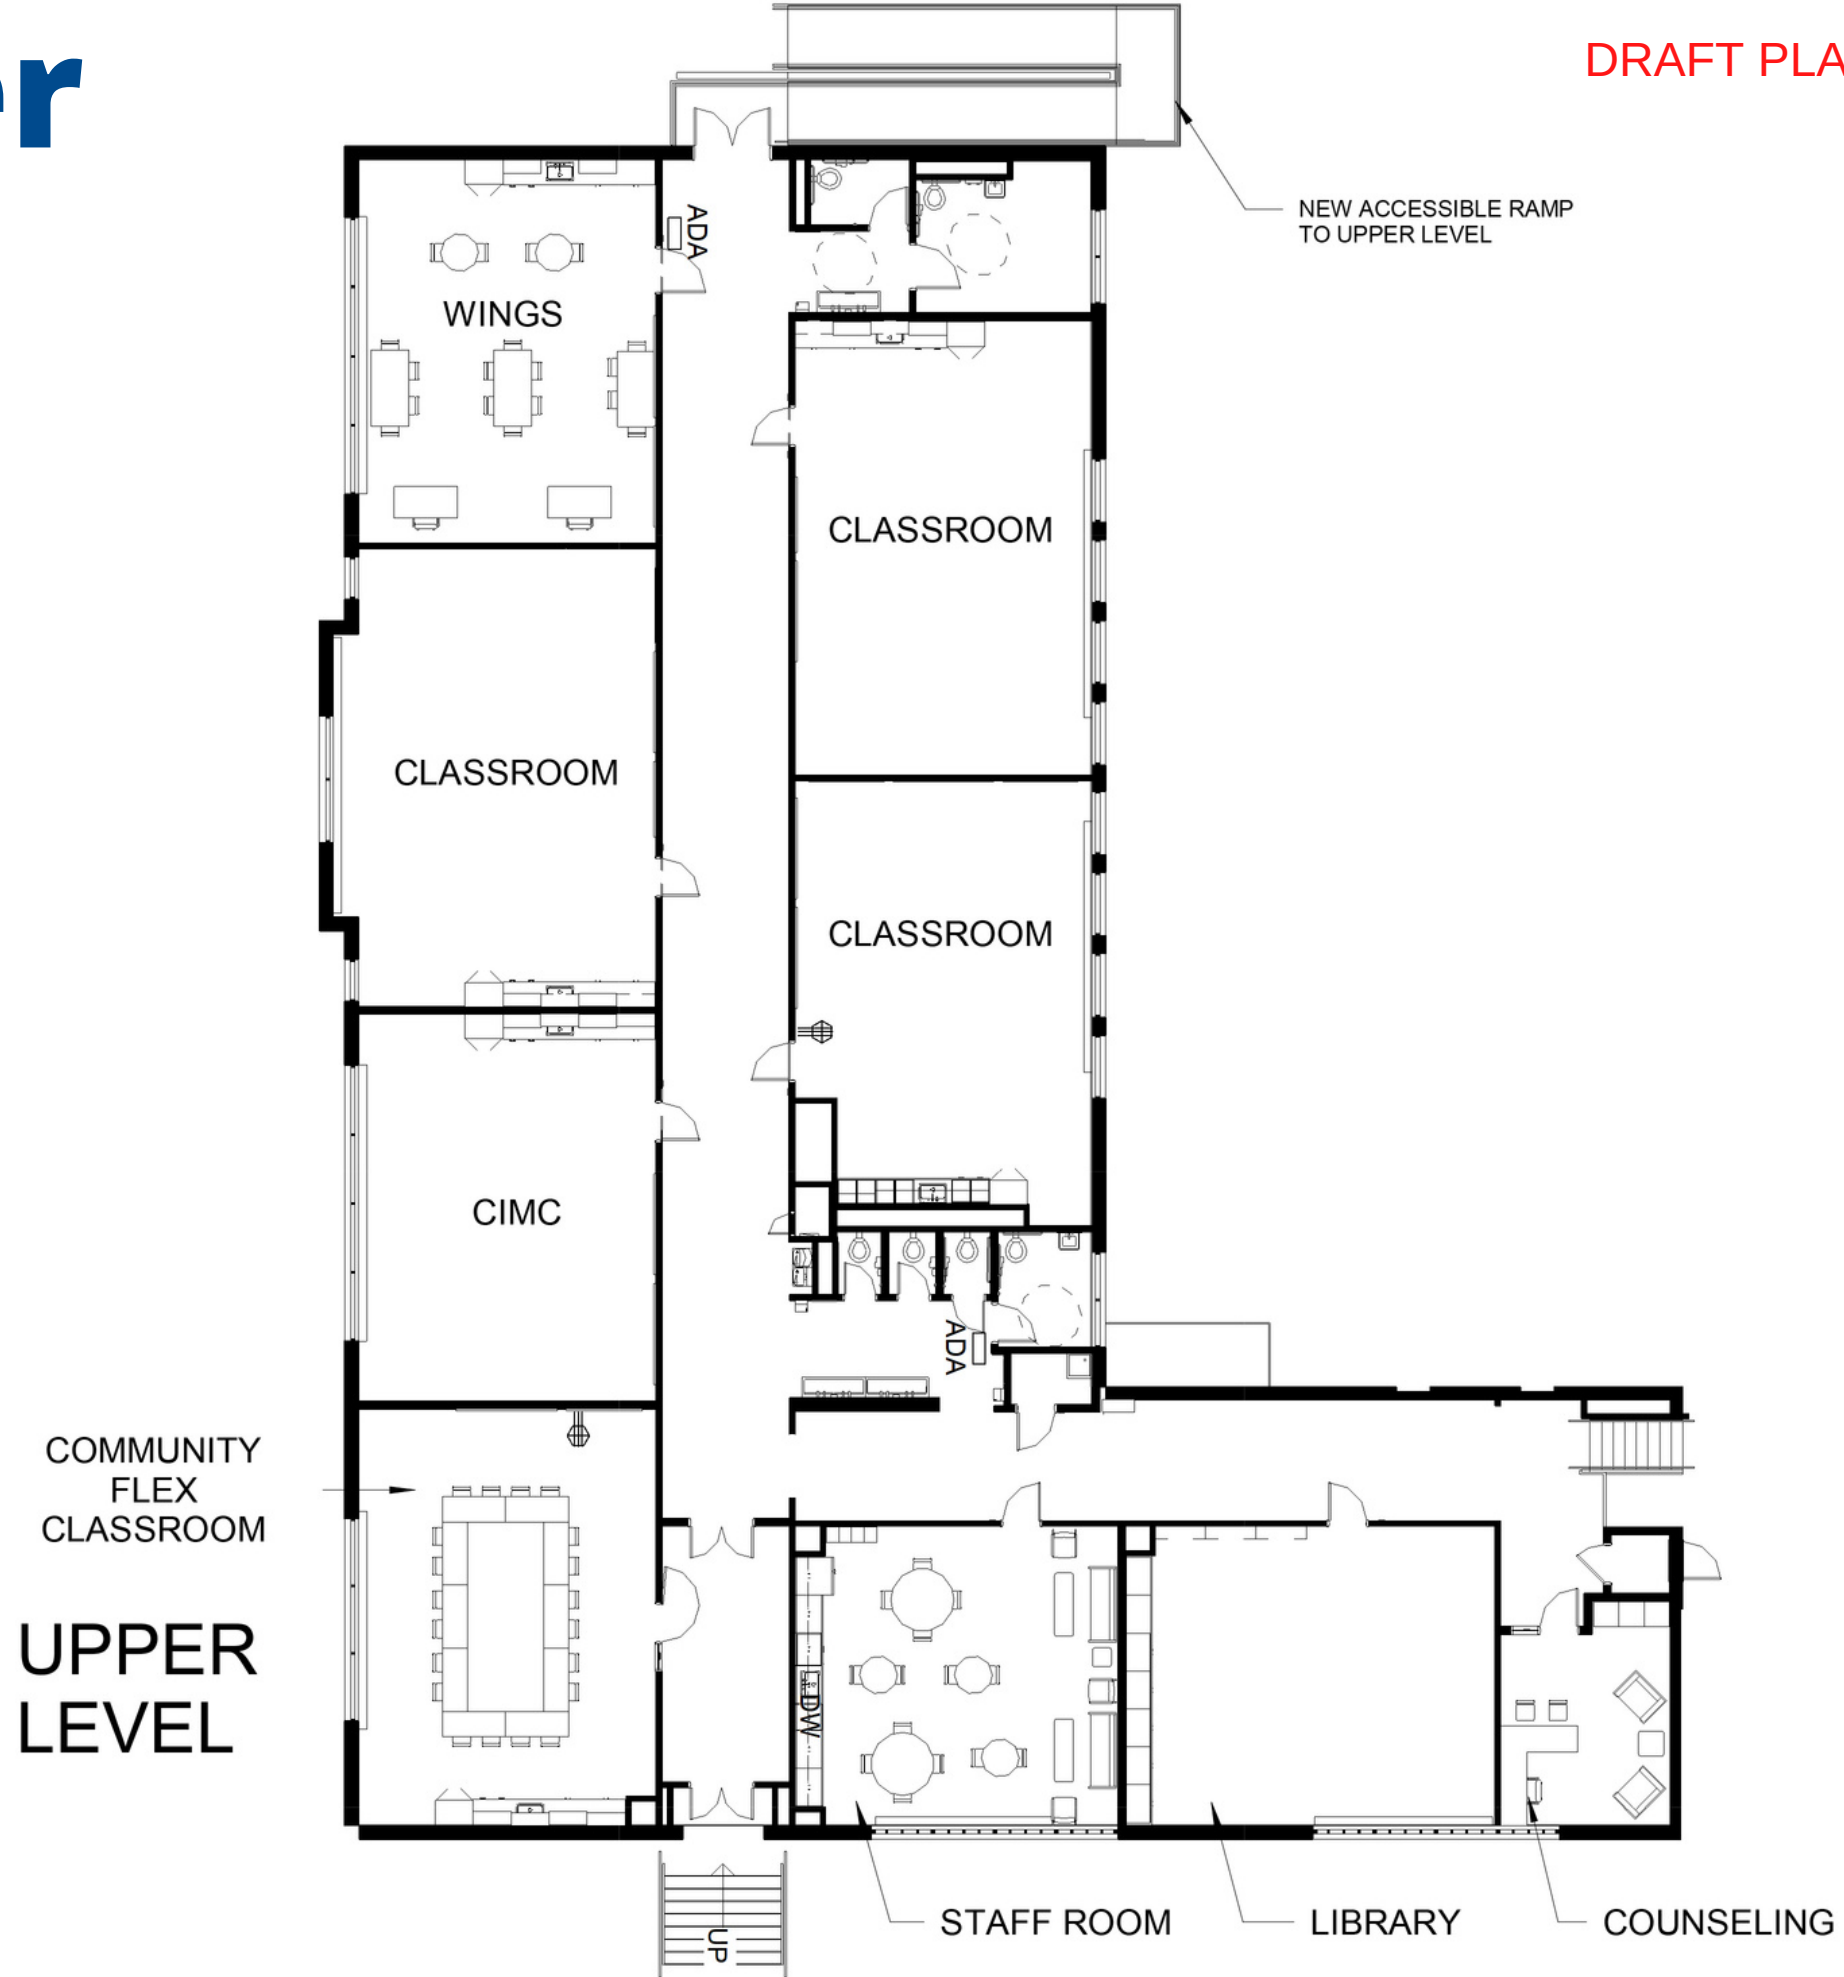 er
DRAFT PLA
ADA
NEW ACCESSIBLE RAMP
TO UPPER LEVEL
WINGS
CLASSROOM
CLASSROOM
CLASSROOM
CIMC
ADA
COMMUNITY
FLEX
CLASSROOM
UPPER
LEVEL
DW
STAFF ROOM
LIBRARY
COUNSELING
UP